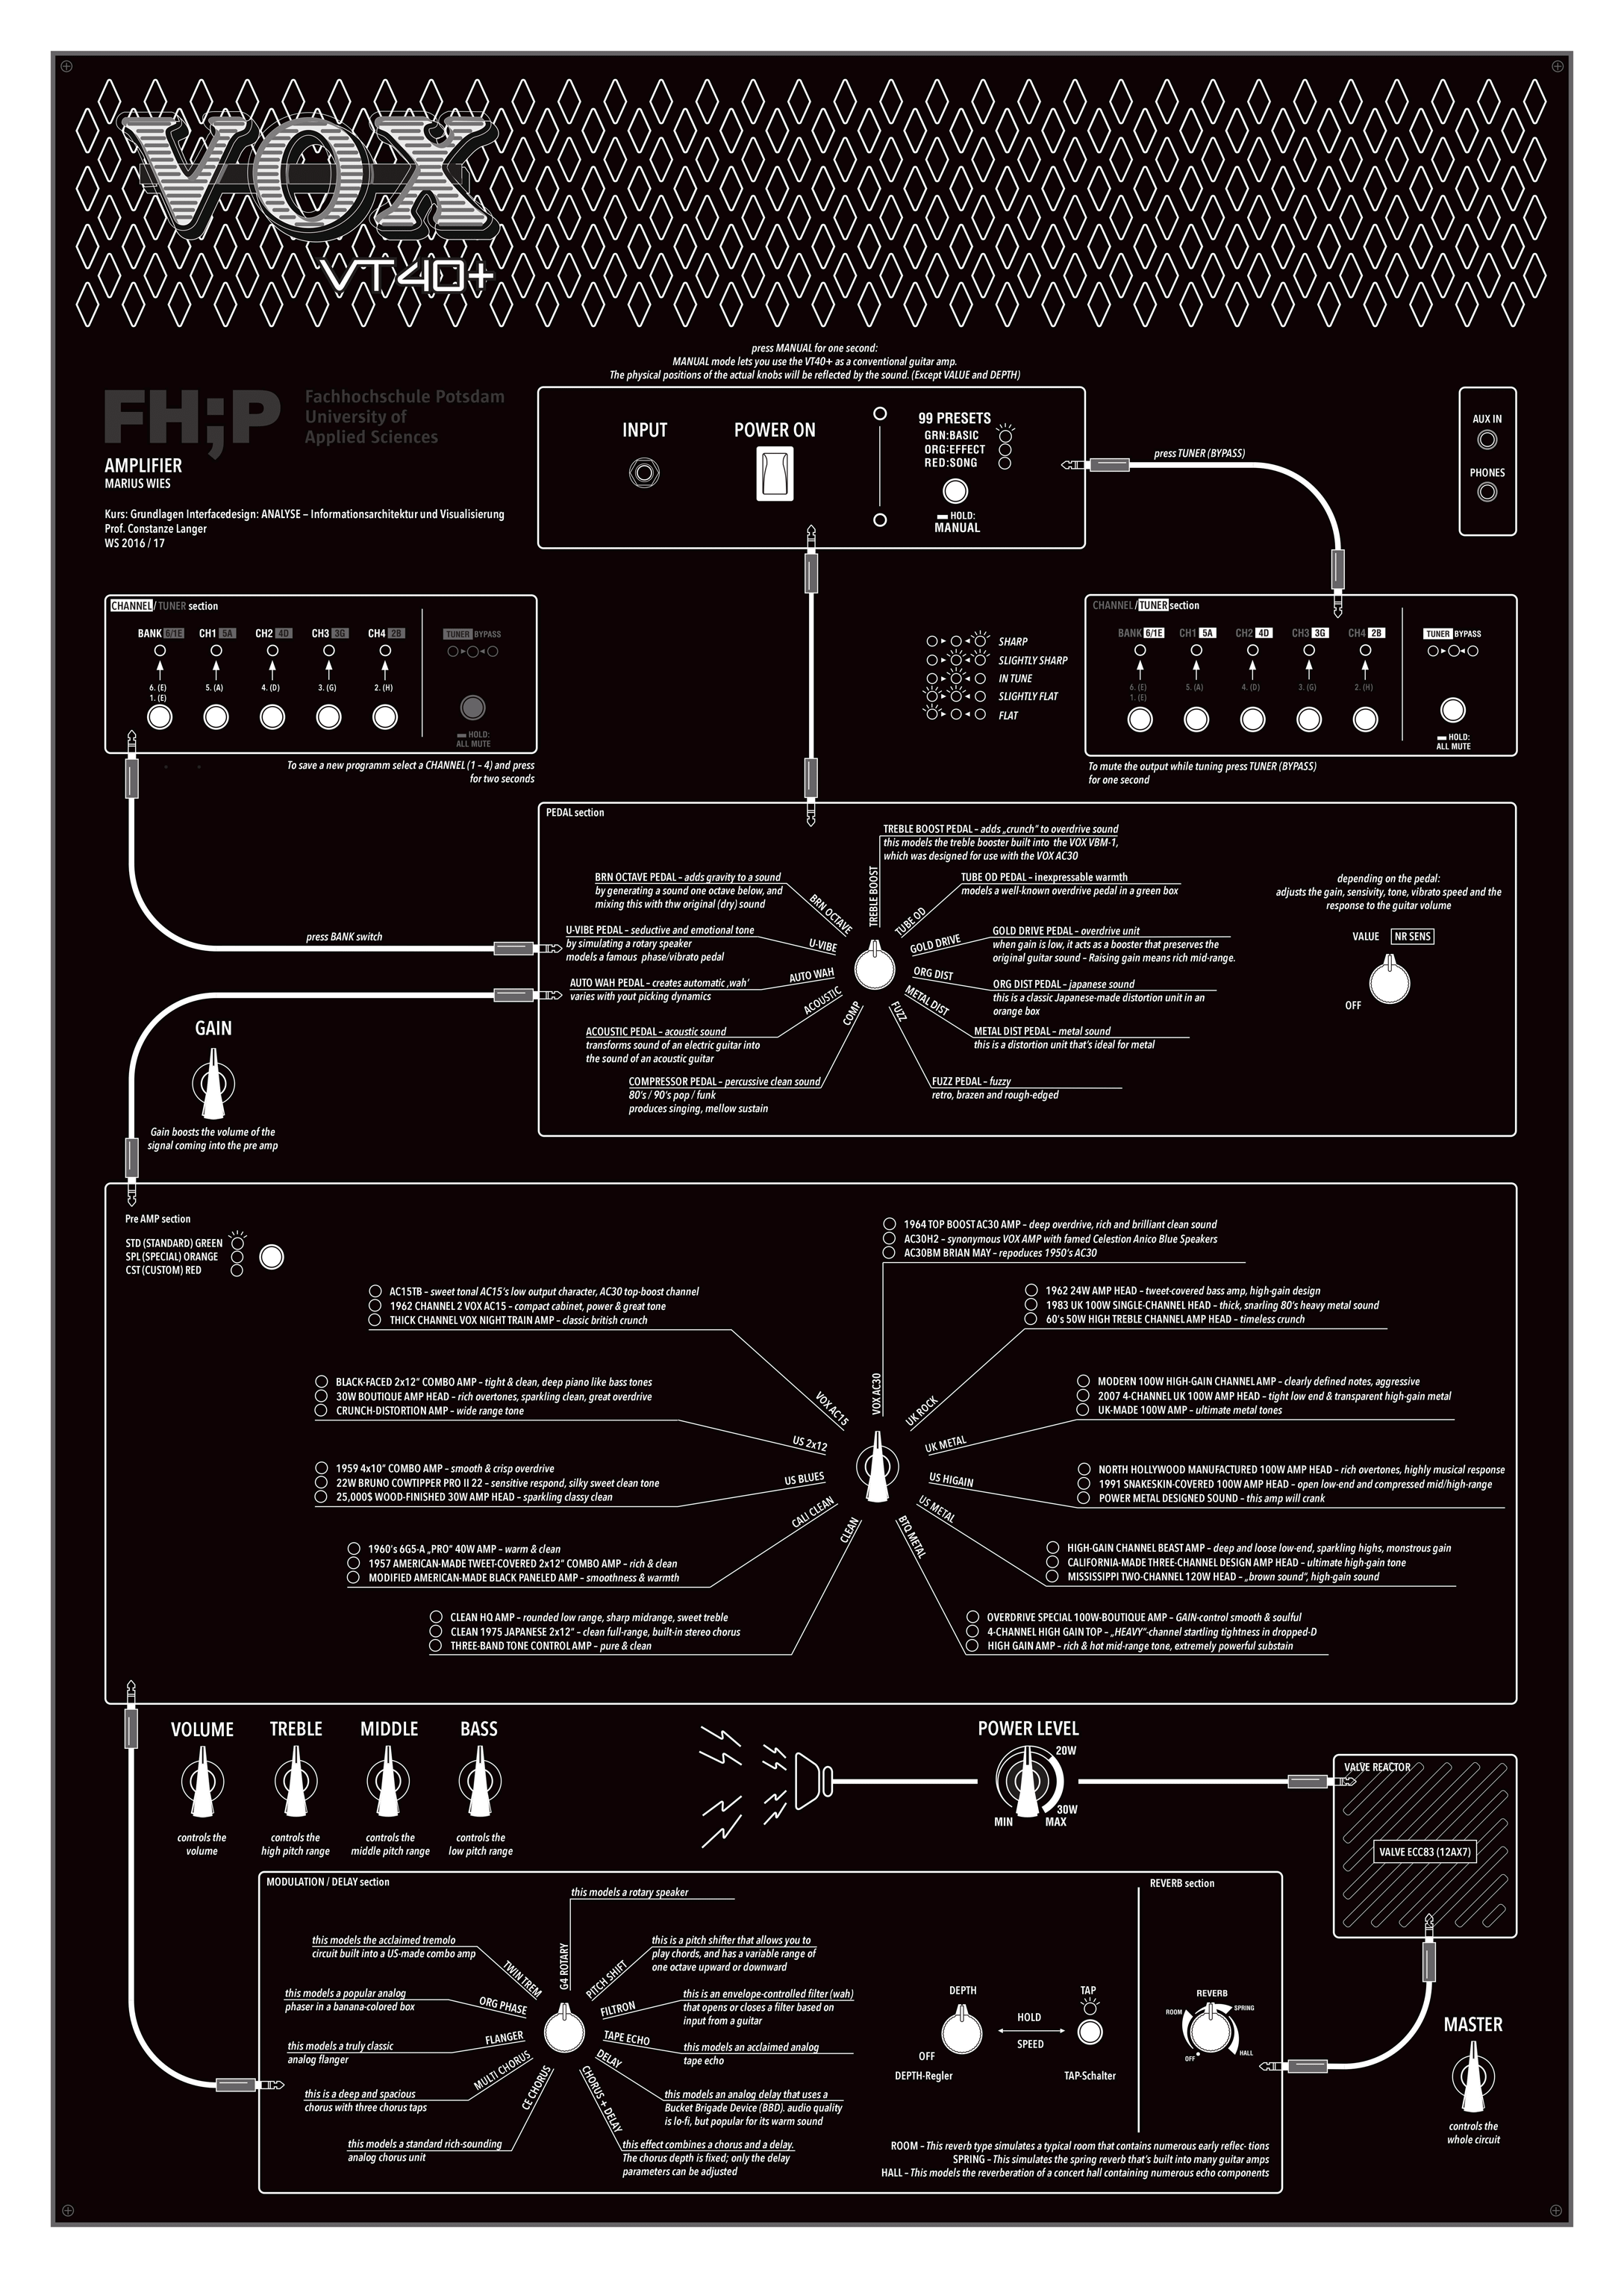 VOX
VT40+
press MANUAL for one second:
MANUAL mode lets you use the VT40+ as a conventional guitar amp.
The physical positions of the actual knobs will be reflected by the sound. (Except VALUE and DEPTH)
FH;P
Fachhochschule Potsdam
University of
Applied Sciences
AMPLIFIER
MARIUS WIES
Kurs: Grundlagen Interfacedesign: ANALYSE – Informationsarchitektur und Visualisierung
Prof. Constanze Langer
WS 2016 / 17
INPUT
POWER ON
99 PRESETS
GRN:BASIC
ORG:EFFECT
RED:SONG
HOLD:
MANUAL
press TUNER (BYPASS)
AUX IN
PHONES
CHANNEL / TUNER section
BANK 6/1E CH1 5A CH2 4D CH3 3G CH4 2B
TUNER BYPASS
6. (E) 5. (A) 4. (D) 3. (G) 2. (H)
1. (E)
HOLD:
ALL MUTE
To save a new programm select a CHANNEL (1 – 4) and press
for two seconds
SHARP
SLIGHTLY SHARP
IN TUNE
SLIGHTLY FLAT
FLAT
CHANNEL / TUNER section
BANK 6/1E CH1 5A CH2 4D CH3 3G CH4 2B
TUNER BYPASS
6. (E) 5. (A) 4. (D) 3. (G) 2. (H)
1. (E)
HOLD:
ALL MUTE
To mute the output while tuning press TUNER (BYPASS)
for one second
press BANK switch
PEDAL section
TREBLE BOOST PEDAL – adds „crunch“ to overdrive sound
this models the treble booster built into the VOX VBM-1,
which was designed for use with the VOX AC30
BRN OCTAVE PEDAL – adds gravity to a sound
by generating a sound one octave below, and
mixing this with thw original (dry) sound
U-VIBE PEDAL – seductive and emotional tone
by simulating a rotary speaker
models a famous phase/vibrato pedal
AUTO WAH PEDAL – creates automatic ‚wah‘
varies with yout picking dynamics
ACOUSTIC PEDAL – acoustic sound
transforms sound of an electric guitar into
the sound of an acoustic guitar
COMPRESSOR PEDAL – percussive clean sound
80's / 90's pop / funk
produces singing, mellow sustain
TREBLE BOOST
BRN OCTAVE
U-VIBE
AUTO WAH
ACOUSTIC
COMP
TUBE OD
GOLD DRIVE
ORG DIST
METAL DIST
FUZZ
TUBE OD PEDAL – inexpressable warmth
models a well-known overdrive pedal in a green box
GOLD DRIVE PEDAL – overdrive unit
when gain is low, it acts as a booster that preserves the
original guitar sound – Raising gain means rich mid-range.
ORG DIST PEDAL – japanese sound
this is a classic Japanese-made distortion unit in an
orange box
METAL DIST PEDAL – metal sound
this is a distortion unit that's ideal for metal
FUZZ PEDAL – fuzzy
retro, brazen and rough-edged
depending on the pedal:
adjusts the gain, sensivity, tone, vibrato speed and the
response to the guitar volume
VALUE NR SENS
OFF
GAIN
Gain boosts the volume of the
signal coming into the pre amp
Pre AMP section
STD (STANDARD) GREEN
SPL (SPECIAL) ORANGE
CST (CUSTOM) RED
1964 TOP BOOST AC30 AMP – deep overdrive, rich and brilliant clean sound
AC30H2 – synonymous VOX AMP with famed Celestion Anico Blue Speakers
AC30BM BRIAN MAY – repoduces 1950's AC30
AC15TB – sweet tonal AC15's low output character, AC30 top-boost channel
1962 CHANNEL 2 VOX AC15 – compact cabinet, power & great tone
THICK CHANNEL VOX NIGHT TRAIN AMP – classic british crunch
1962 24W AMP HEAD – tweet-covered bass amp, high-gain design
1983 UK 100W SINGLE-CHANNEL HEAD – thick, snarling 80's heavy metal sound
60's 50W HIGH TREBLE CHANNEL AMP HEAD – timeless crunch
BLACK-FACED 2x12“ COMBO AMP – tight & clean, deep piano like bass tones
30W BOUTIQUE AMP HEAD – rich overtones, sparkling clean, great overdrive
CRUNCH-DISTORTION AMP – wide range tone
MODERN 100W HIGH-GAIN CHANNEL AMP – clearly defined notes, aggressive
2007 4-CHANNEL UK 100W AMP HEAD – tight low end & transparent high-gain metal
UK-MADE 100W AMP – ultimate metal tones
1959 4x10“ COMBO AMP – smooth & crisp overdrive
22W BRUNO COWTIPPER PRO II 22 – sensitive respond, silky sweet clean tone
25,000$ WOOD-FINISHED 30W AMP HEAD – sparkling classy clean
NORTH HOLLYWOOD MANUFACTURED 100W AMP HEAD – rich overtones, highly musical response
1991 SNAKESKIN-COVERED 100W AMP HEAD – open low-end and compressed mid/high-range
POWER METAL DESIGNED SOUND – this amp will crank
1960's 6G5-A „PRO“ 40W AMP – warm & clean
1957 AMERICAN-MADE TWEET-COVERED 2x12“ COMBO AMP – rich & clean
MODIFIED AMERICAN-MADE BLACK PANELED AMP – smoothness & warmth
HIGH-GAIN CHANNEL BEAST AMP – deep and loose low-end, sparkling highs, monstrous gain
CALIFORNIA-MADE THREE-CHANNEL DESIGN AMP HEAD – ultimate high-gain tone
MISSISSIPPI TWO-CHANNEL 120W HEAD – „brown sound“, high-gain sound
CLEAN HQ AMP – rounded low range, sharp midrange, sweet treble
CLEAN 1975 JAPANESE 2x12“ – clean full-range, built-in stereo chorus
THREE-BAND TONE CONTROL AMP – pure & clean
OVERDRIVE SPECIAL 100W-BOUTIQUE AMP – GAIN-control smooth & soulful
4-CHANNEL HIGH GAIN TOP – „HEAVY“-channel startling tightness in dropped-D
HIGH GAIN AMP – rich & hot mid-range tone, extremely powerful substain
VOX AC30
VOX AC15
US 2x12
US BLUES
CALI CLEAN
CLEAN
UK ROCK
UK METAL
US HIGAIN
US METAL
BTQ METAL
VOLUME
controls the
volume
TREBLE
controls the
high pitch range
MIDDLE
controls the
middle pitch range
BASS
controls the
low pitch range
POWER LEVEL
20W
30W
MIN MAX
VALVE REACTOR
VALVE ECC83 (12AX7)
MODULATION / DELAY section
this models a rotary speaker
this models the acclaimed tremolo
circuit built into a US-made combo amp
this models a popular analog
phaser in a banana-colored box
this models a truly classic
analog flanger
this is a deep and spacious
chorus with three chorus taps
this models a standard rich-sounding
analog chorus unit
G4 ROTARY
TWIN TREM
ORG PHASE
FLANGER
MULTI CHORUS
CE CHORUS
PITCH SHIFT
FILTRON
TAPE ECHO
DELAY
CHORUS + DELAY
this is a pitch shifter that allows you to
play chords, and has a variable range of
one octave upward or downward
this is an envelope-controlled filter (wah)
that opens or closes a filter based on
input from a guitar
this models an acclaimed analog
tape echo
this models an analog delay that uses a
Bucket Brigade Device (BBD). audio quality
is lo-fi, but popular for its warm sound
this effect combines a chorus and a delay.
The chorus depth is fixed; only the delay
parameters can be adjusted
DEPTH
OFF
DEPTH-Regler
HOLD
SPEED
TAP
TAP-Schalter
REVERB section
REVERB
ROOM
SPRING
HALL
OFF
ROOM – This reverb type simulates a typical room that contains numerous early reflec- tions
SPRING – This simulates the spring reverb that's built into many guitar amps
HALL – This models the reverberation of a concert hall containing numerous echo components
MASTER
controls the
whole circuit